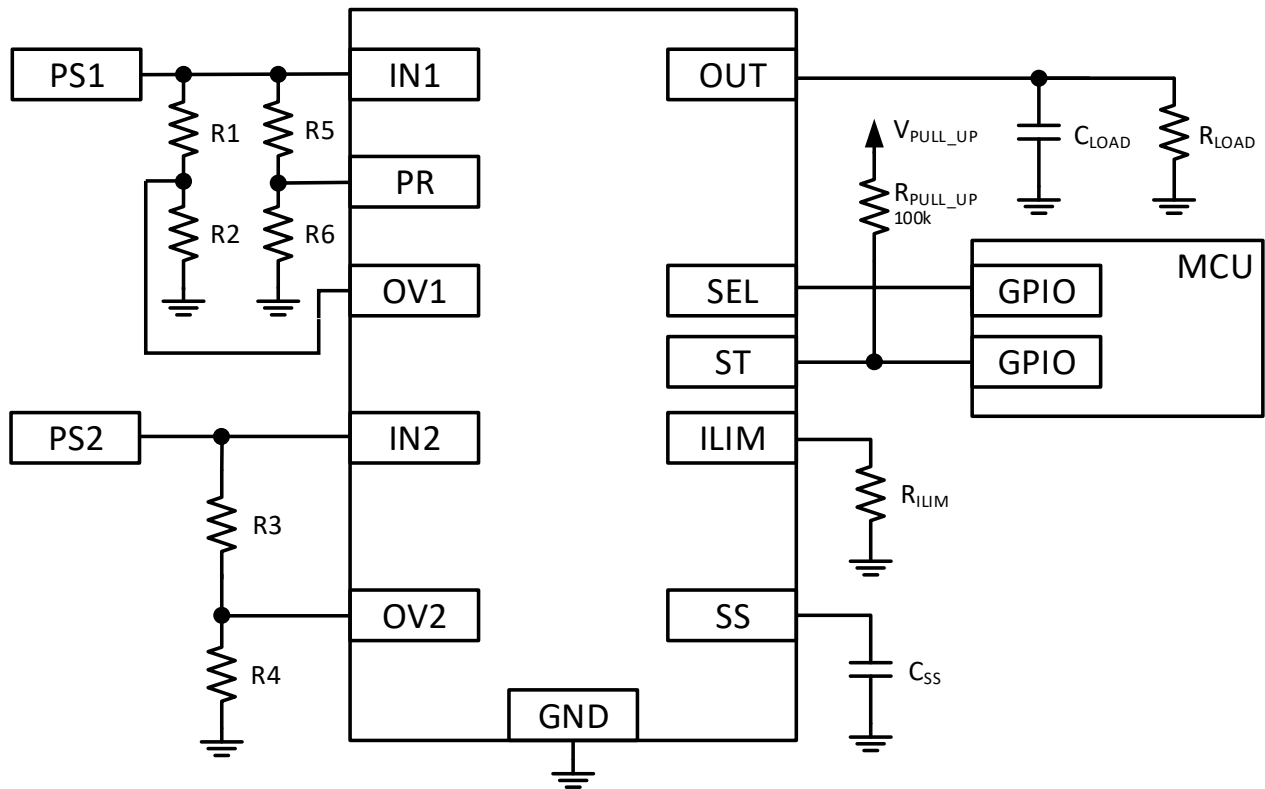 PS1
IN1
OUT
R1
R5
V_PULL_UP
C_LOAD
R_LOAD
PR
R_PULL_UP
100k
R2
R6
MCU
OV1
SEL
GPIO
ST
GPIO
PS2
IN2
ILIM
R_ILIM
R3
OV2
SS
R4
C_SS
GND